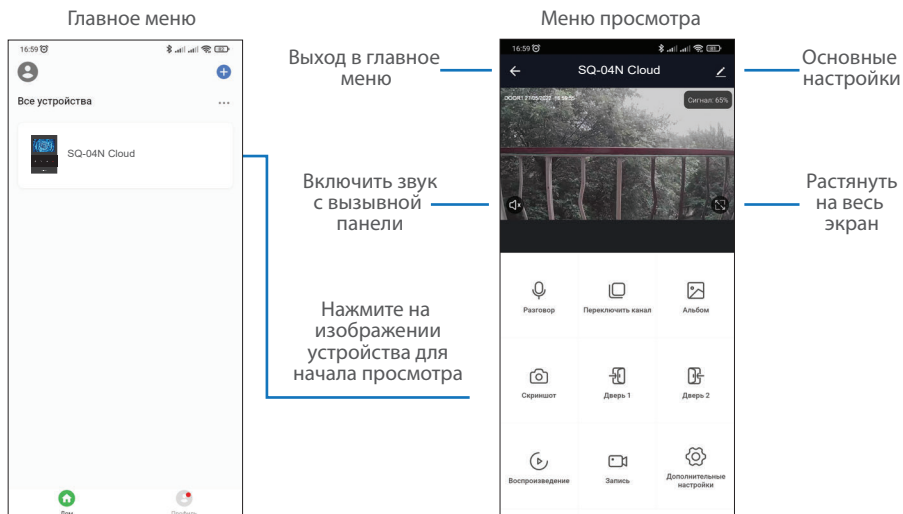 Главное меню
16:59
Все устройства
SQ-04N Cloud
Дом
Профиль
Выход в главное
меню
Включить звук
с вызывной
панели
Нажмите на
изображении
устройства для
начала просмотра
Меню просмотра
16:59
SQ-04N Cloud
Сигнал: 65%
Разговор
Переключить канал
Альбом
Скриншот
Дверь 1
Дверь 2
Воспроизведение
Запись
Дополнительные
настройки
Основные
настройки
Растянуть
на весь
экран